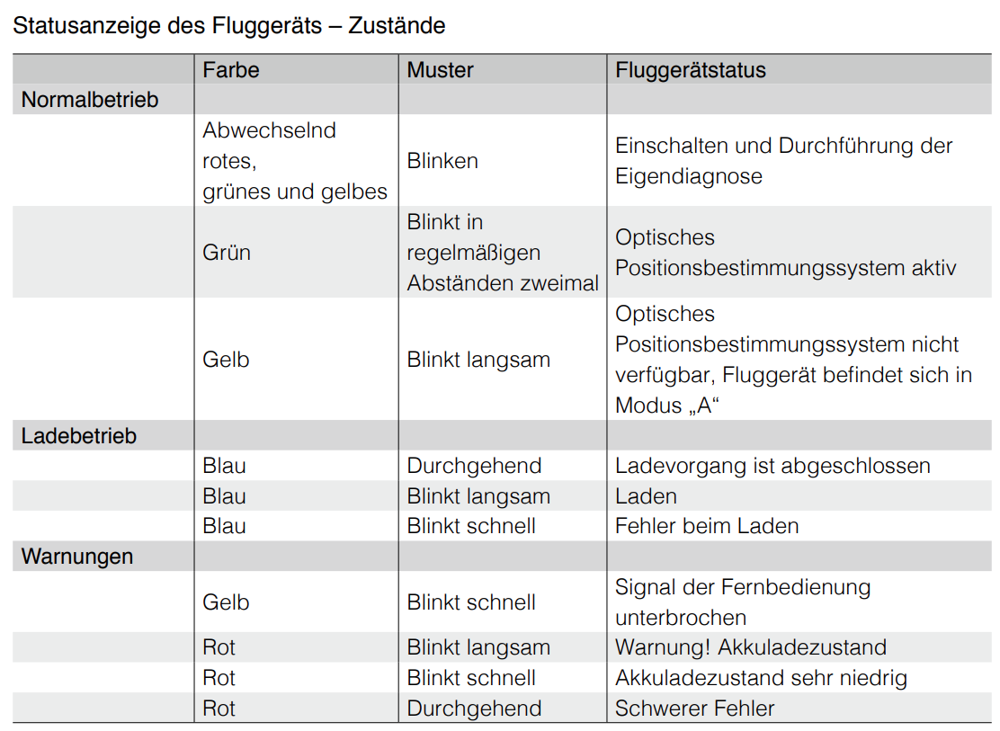 Statusanzeige des Fluggeräts – Zustände
Farbe Muster Fluggerätstatus
Normalbetrieb
Abwechselnd
rotes,
grünes und gelbes
Blinken
Einschalten und Durchführung der
Eigendiagnose
Grün
Blinkt in
regelmäßigen
Abständen zweimal
Optisches
Positionsbestimmungssystem aktiv
Gelb
Blinkt langsam
Optisches
Positionsbestimmungssystem nicht
verfügbar, Fluggerät befindet sich in
Modus „A“
Ladebetrieb
Blau Durchgehend Ladevorgang ist abgeschlossen
Blau Blinkt langsam Laden
Blau Blinkt schnell Fehler beim Laden
Warnungen
Gelb
Blinkt schnell
Signal der Fernbedienung
unterbrochen
Rot Blinkt langsam Warnung! Akkuladezustand
Rot Blinkt schnell Akkuladezustand sehr niedrig
Rot Durchgehend Schwerer Fehler